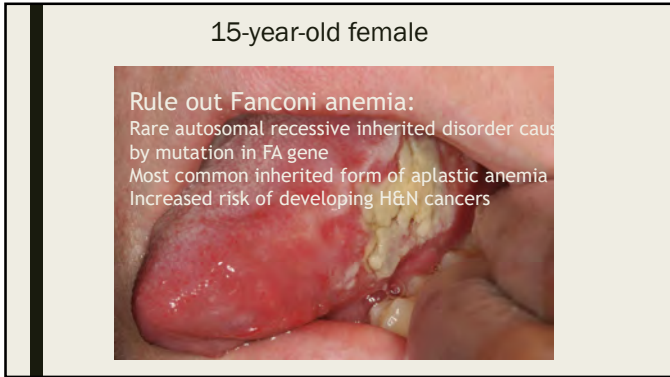 15-year-old female
Rule out Fanconi anemia:
Rare autosomal recessive inherited disorder caus
by mutation in FA gene
Most common inherited form of aplastic anemia
Increased risk of developing H&N cancers